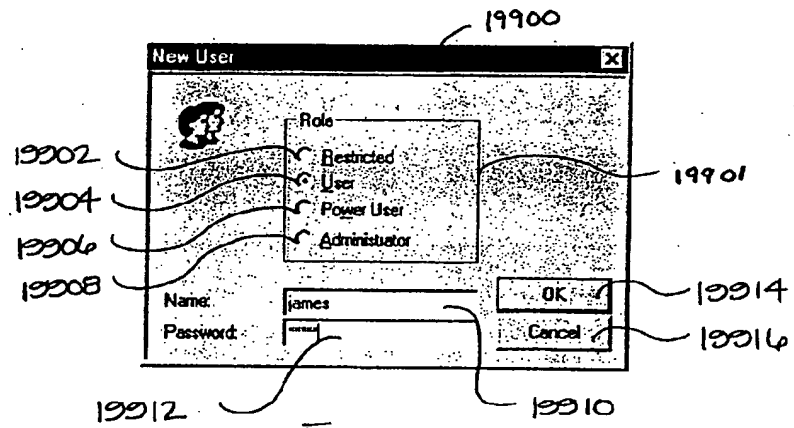 19900
New User
Role
19902
Restricted
19904
User
19901
19906
Power User
19908
Administrator
Name:
james
OK
19914
Password:
*******
Cancel
19916
19912
19910